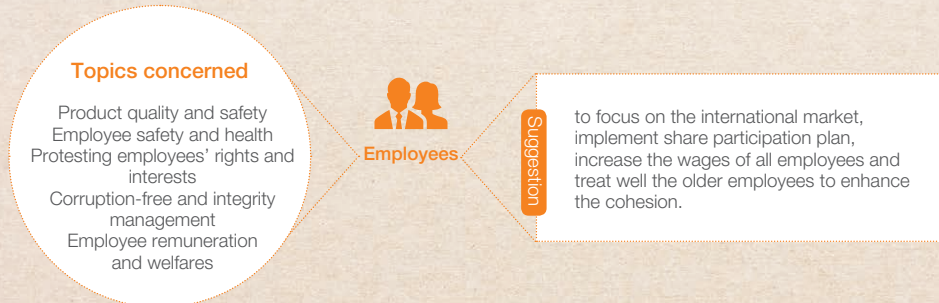 Topics concerned
Product quality and safety
Employee safety and health
Protesting employees' rights and
interests
Corruption-free and integrity
management
Employee remuneration
and welfares
Employees
Suggestion
to focus on the international market,
implement share participation plan,
increase the wages of all employees and
treat well the older employees to enhance
the cohesion.